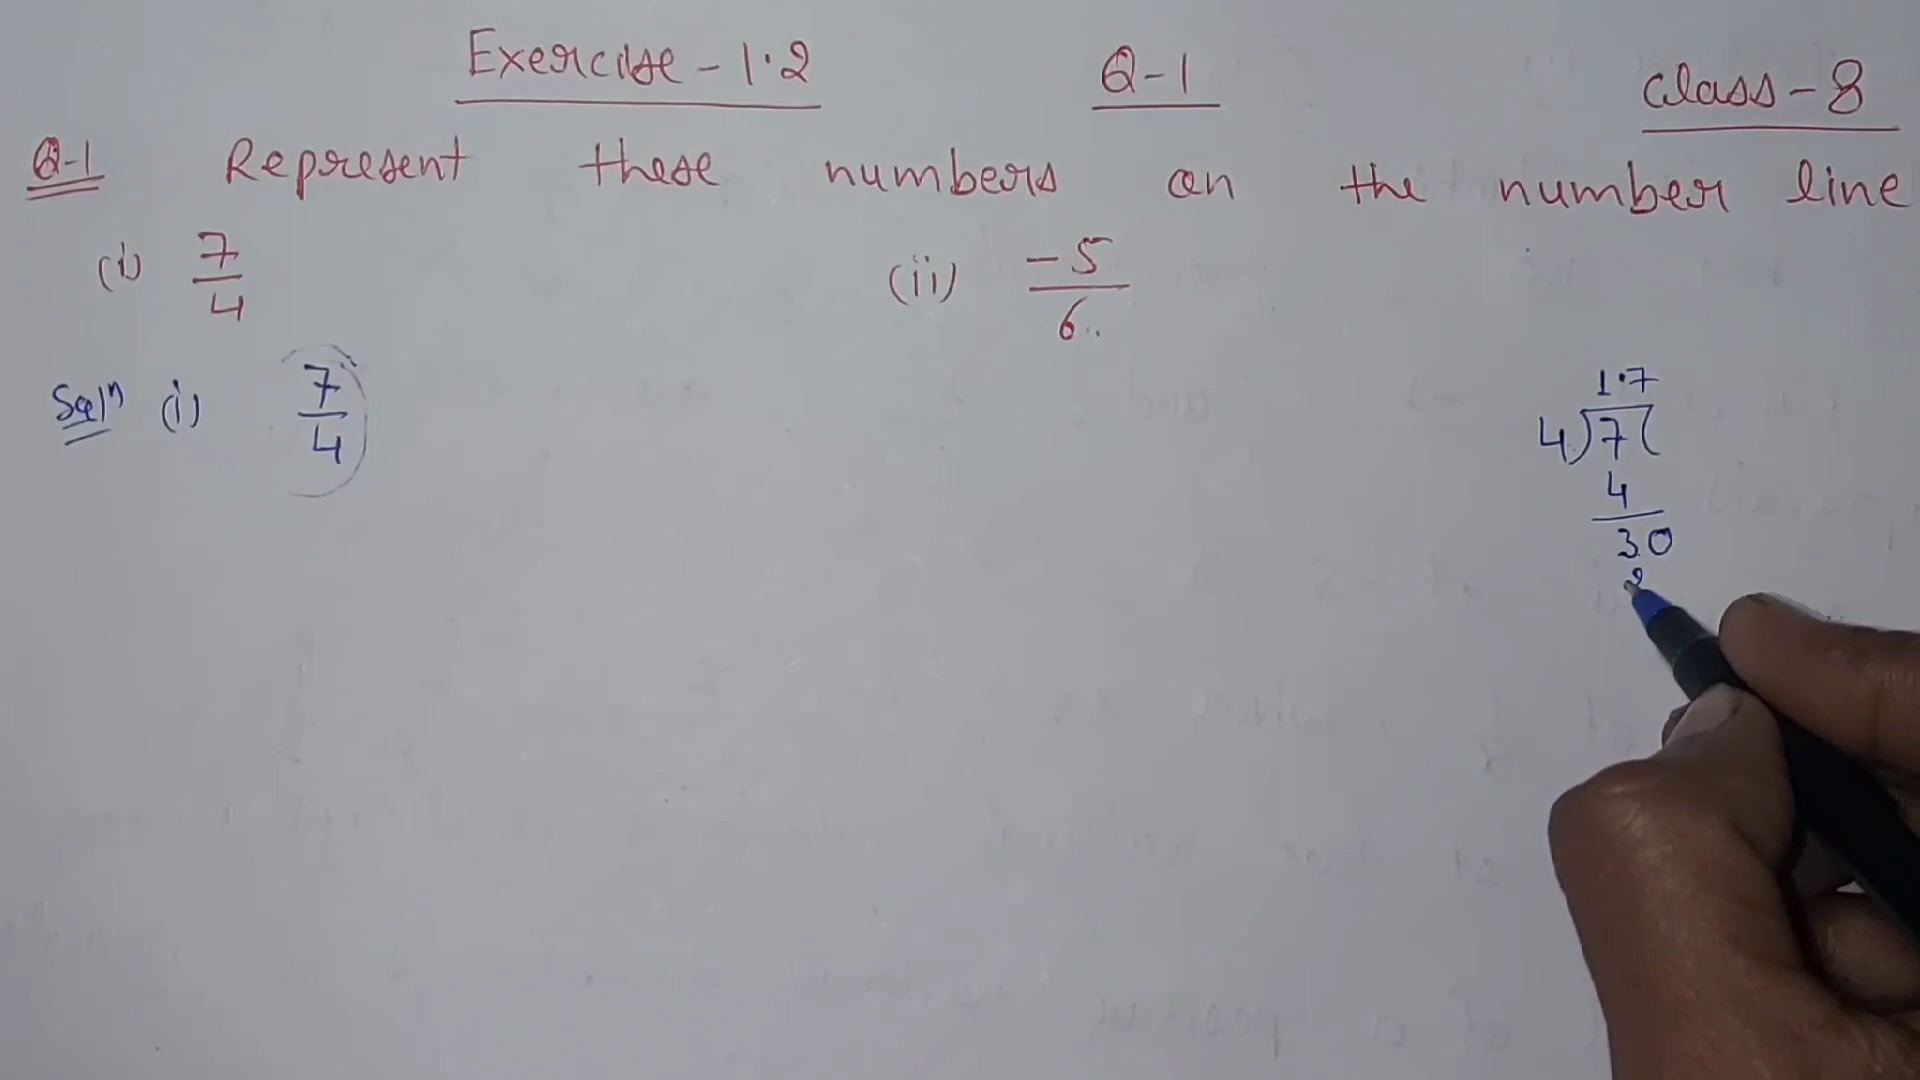 Exercise - 1.2 Q-1 Class - 8
Q-1 Represent these numbers on the number line
(i) 7/4 (ii) -5/6
Solⁿ (i) 7/4
1.7
4)7(
4
30
2